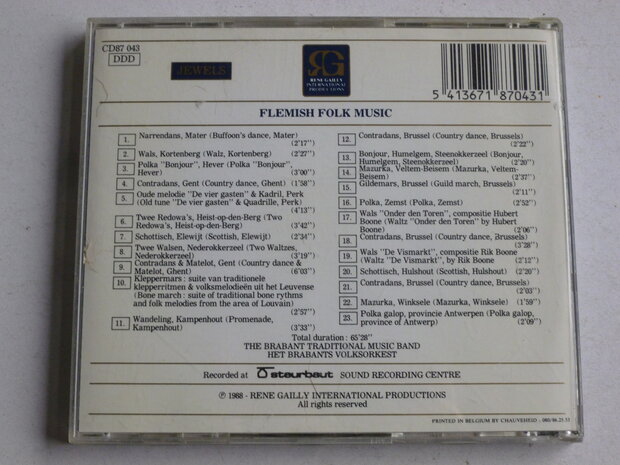 CD87 043
DDD
JEWELS
RG
RENE GAILLY
INTERNATIONAL
PRODUCTIONS
5 413671 870431
FLEMISH FOLK MUSIC
1. Narrendans, Mater (Buffoon's dance, Mater)
(2'17")
2. Wals, Kortenberg (Walz, Kortenberg) (2'27")
3. Polka "Bonjour", Hever (Polka "Bonjour",
Hever) (3'00")
4. Contradans, Gent (Country dance, Ghent) (1'58")
5. Oude melodie "De vier gasten" & Kadril, Perk
(Old tune "De vier gasten" & Quadrille, Perk)
(4'13")
6. Twee Redowa's, Heist-op-den-Berg (Two
Redowa's, Heist-op-den-Berg) (3'42")
7. Schottisch, Elewijt (Scottish, Elewijt) (2'34")
8. Twee Walsen, Nederokkerzeel (Two Waltzes,
Nederokkerzeel) (3'19")
9. Contradans & Matelot, Gent (Country dance &
Matelot, Ghent) (6'03")
10. Kleppermars : suite van traditionele
klepperritmen & volksmelodieën uit het Leuvense
(Bone march : suite of traditional bone rythms
and folk melodies from the area of Louvain)
(2'57")
11. Wandeling, Kampenhout (Promenade,
Kampenhout) (3'33")
12. Contradans, Brussel (Country dance, Brussels)
(2'22")
13. Bonjour, Humelgem, Steenokkerzeel (Bonjour,
Humelgem, Steenokkerzeel) (2'20")
14. Mazurka, Veltem-Beisem (Mazurka, Veltem-
Beisem) (2'37")
15. Gildemars, Brussel (Guild march, Brussels)
(2'11")
16. Polka, Zemst (Polka, Zemst) (2'52")
17. Wals "Onder den Toren", compositie Hubert
Boone (Waltz "Onder den Toren" by Hubert
Boone) (2'06")
18. Contradans, Brussel (Country dance, Brussels)
(3'28")
19. Wals "De Vismarkt", compositie Rik Boone
(Waltz "De Vismarkt", by Rik Boone) (2'12")
20. Schottisch, Hulshout (Scottish, Hulshout) (2'20")
21. Contradans, Brussel (Country dance, Brussels)
(2'03")
22. Mazurka, Winksele (Mazurka, Winksele) (1'59")
23. Polka galop, provincie Antwerpen (Polka galop,
province of Antwerp) (2'09")
Total duration : 65'28"
THE BRABANT TRADITIONAL MUSIC BAND
HET BRABANTS VOLKSORKEST
Recorded at steurbaut SOUND RECORDING CENTRE
℗ 1988 - RENE GAILLY INTERNATIONAL PRODUCTIONS
All rights reserved
PRINTED IN BELGIUM BY CHAUVEHEID